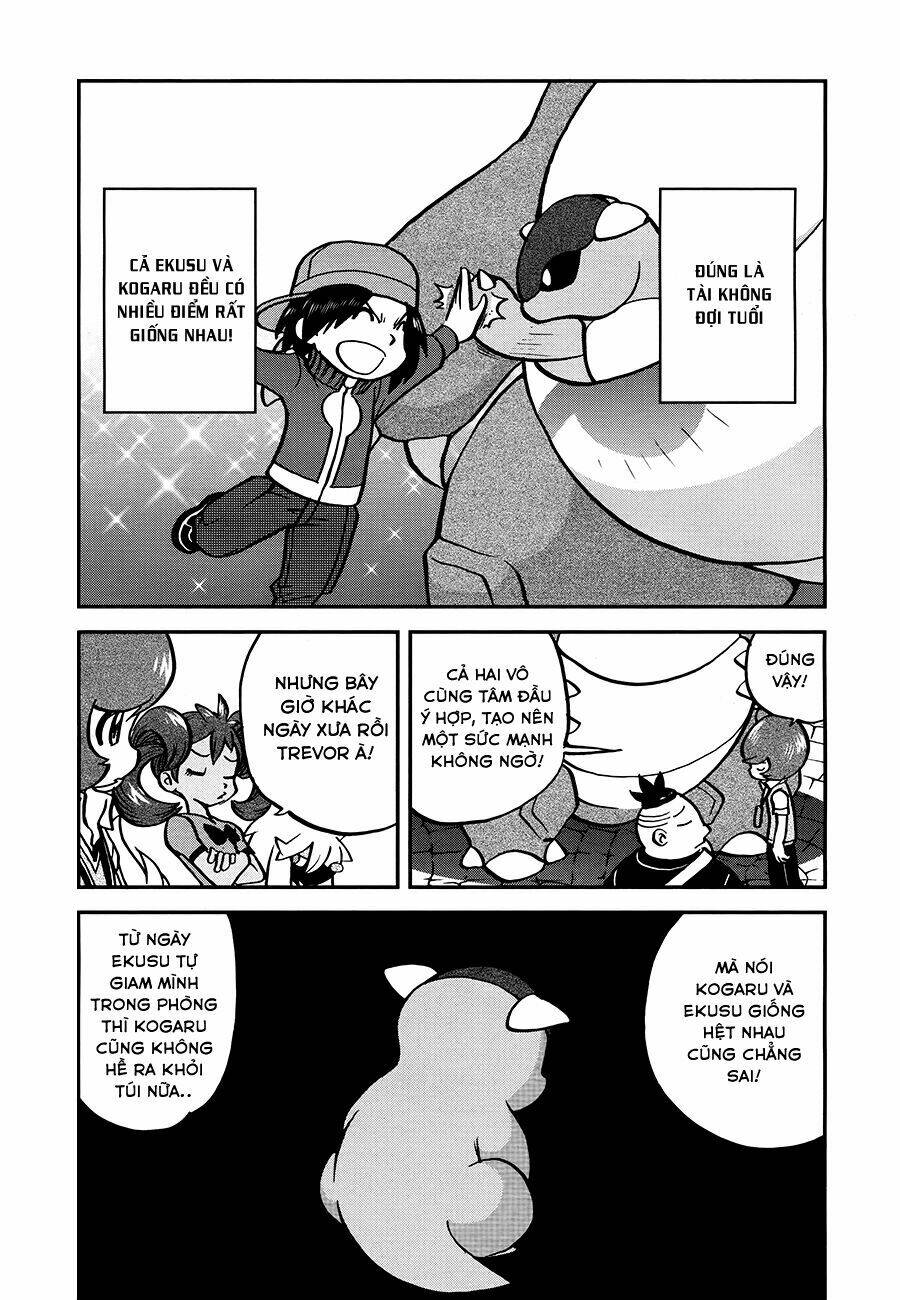 ĐÚNG LÀ
TÀI KHÔNG
ĐỢI TUỔI
CẢ EKUSU VÀ
KOGARU ĐỀU CÓ
NHIỀU ĐIỂM RẤT
GIỐNG NHAU!
ĐÚNG
VẬY!
CẢ HAI VÔ
CÙNG TÂM ĐẦU
Ý HỢP, TẠO NÊN
MỘT SỨC MẠNH
KHÔNG NGỜ!
NHƯNG BÂY
GIỜ KHÁC
NGÀY XƯA RỒI
TREVOR À!
MÀ NÓI
KOGARU VÀ
EKUSU GIỐNG
HỆT NHAU
CŨNG CHẲNG
SAI!
TỪ NGÀY
EKUSU TỰ
GIAM MÌNH
TRONG PHÒNG
THÌ KOGARU
CŨNG KHÔNG
HỀ RA KHỎI
TÚI NỮA..